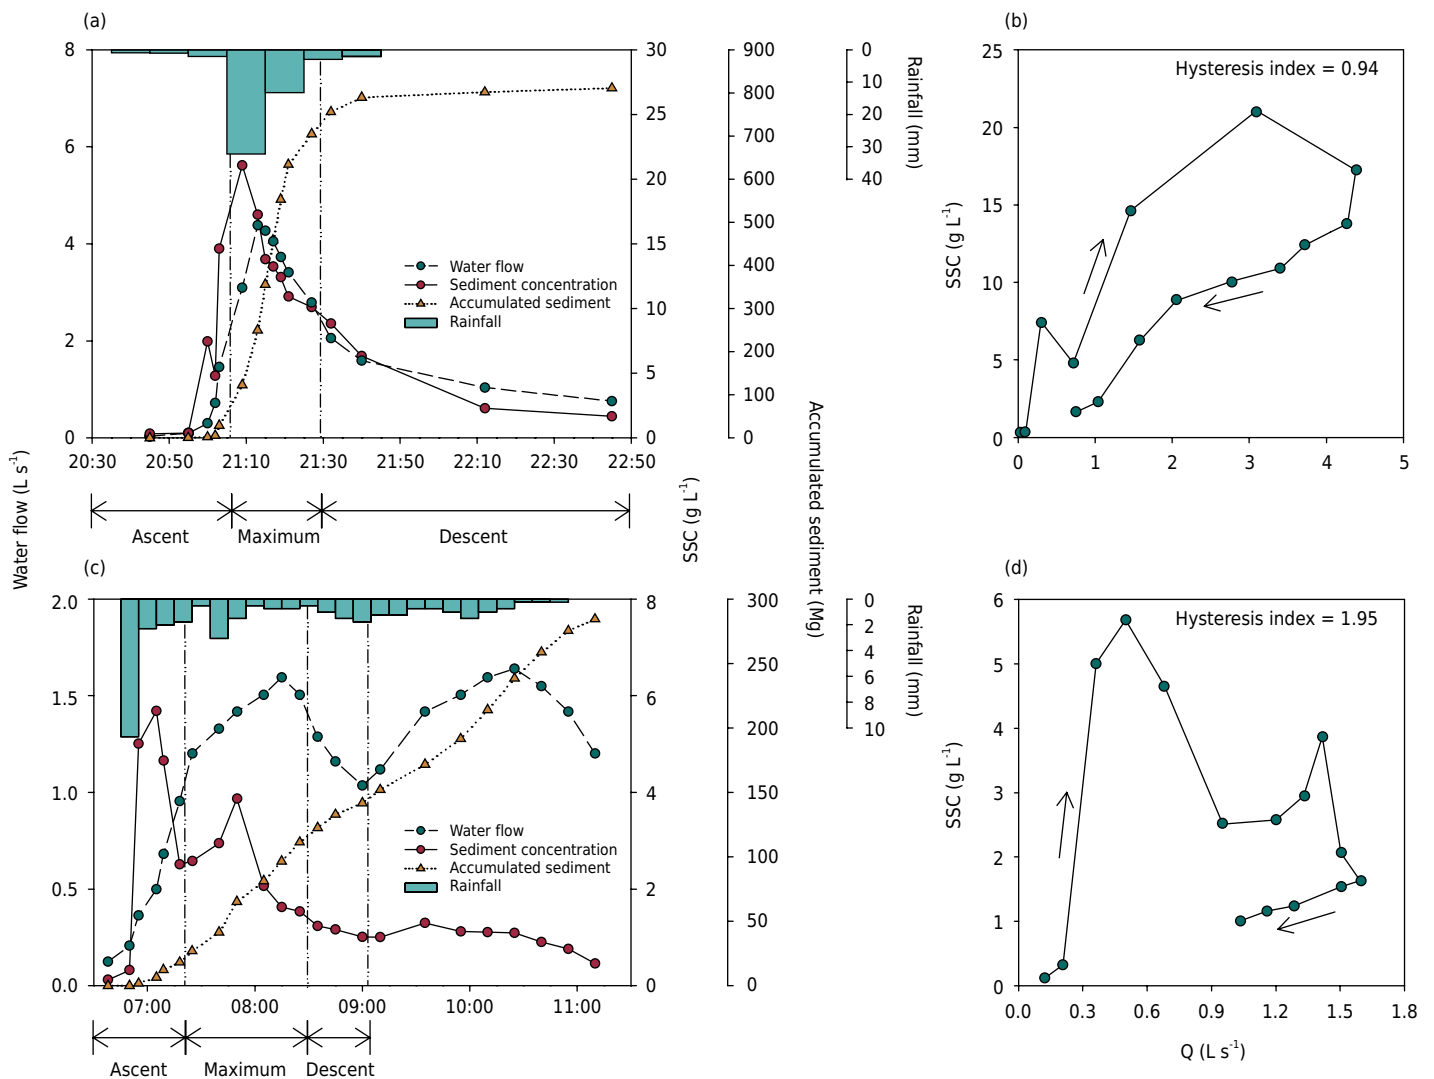 (a)
8
6
4
2
0
30
25
20
15
10
5
0
900
800
700
600
500
400
300
200
100
0
0
10
20
30
40
Rainfall (mm)
Water flow
Sediment concentration
Accumulated sediment
Rainfall
20:30 20:50 21:10 21:30 21:50 22:10 22:30 22:50
Ascent Maximum Descent
(b)
Hysteresis index = 0.94
25
20
15
10
5
0
SSC (g L-1)
0 1 2 3 4 5
Water flow (L s-1)
SSC (g L-1)
Accumulated sediment (Mg)
(c)
2.0
1.5
1.0
0.5
0.0
8
6
4
2
0
300
250
200
150
100
50
0
0
2
4
6
8
10
Rainfall (mm)
Water flow
Sediment concentration
Accumulated sediment
Rainfall
07:00 08:00 09:00 10:00 11:00
Ascent Maximum Descent
(d)
Hysteresis index = 1.95
6
5
4
3
2
1
0
SSC (g L-1)
0.0 0.3 0.6 0.9 1.2 1.5 1.8
Q (L s-1)